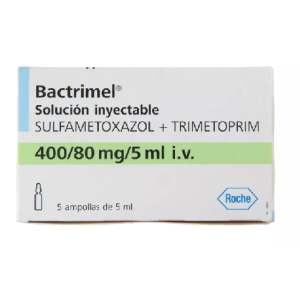 Bactrimel®
Solución inyectable
SULFAMETOXAZOL + TRIMETOPRIM
400/80 mg/5 ml i.v.
5 ampollas de 5 ml
Roche